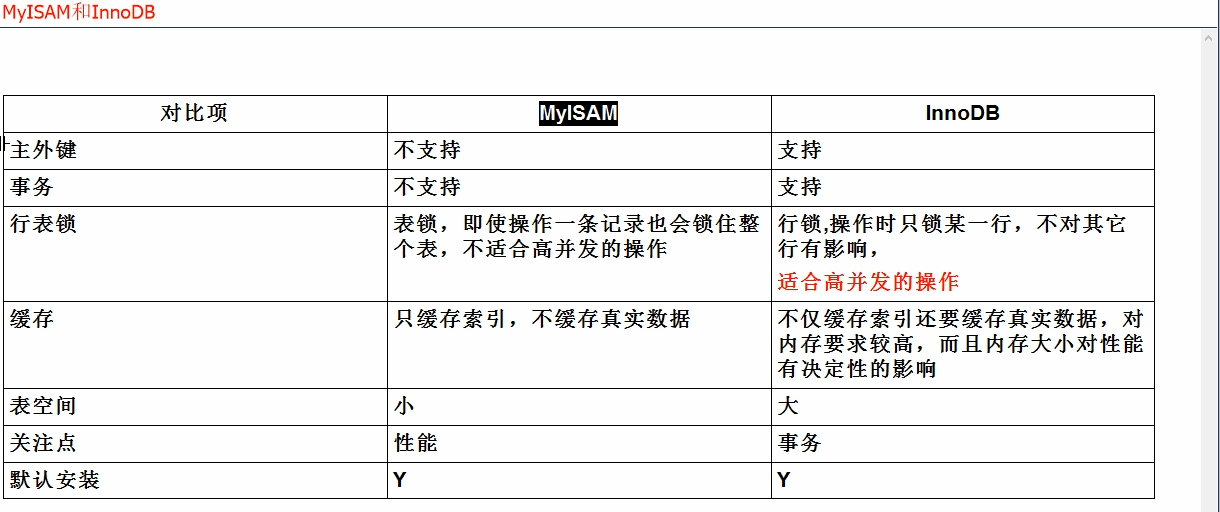 MyISAM和InnoDB
对比项 MyISAM InnoDB
主外键 不支持 支持
事务 不支持 支持
行表锁 表锁，即使操作一条记录也会锁住整 行锁,操作时只锁某一行，不对其它
个表，不适合高并发的操作 行有影响，
适合高并发的操作
缓存 只缓存索引，不缓存真实数据 不仅缓存索引还要缓存真实数据，对
内存要求较高，而且内存大小对性能
有决定性的影响
表空间 小 大
关注点 性能 事务
默认安装 Y Y